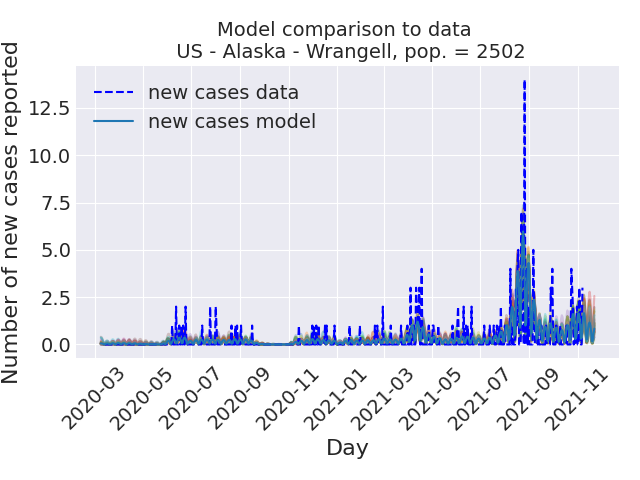 Model comparison to data
US - Alaska - Wrangell, pop. = 2502
new cases data
new cases model
Number of new cases reported
12.5
10.0
7.5
5.0
2.5
0.0
2020-03
2020-05
2020-07
2020-09
2020-11
2021-01
2021-03
2021-05
2021-07
2021-09
2021-11
Day